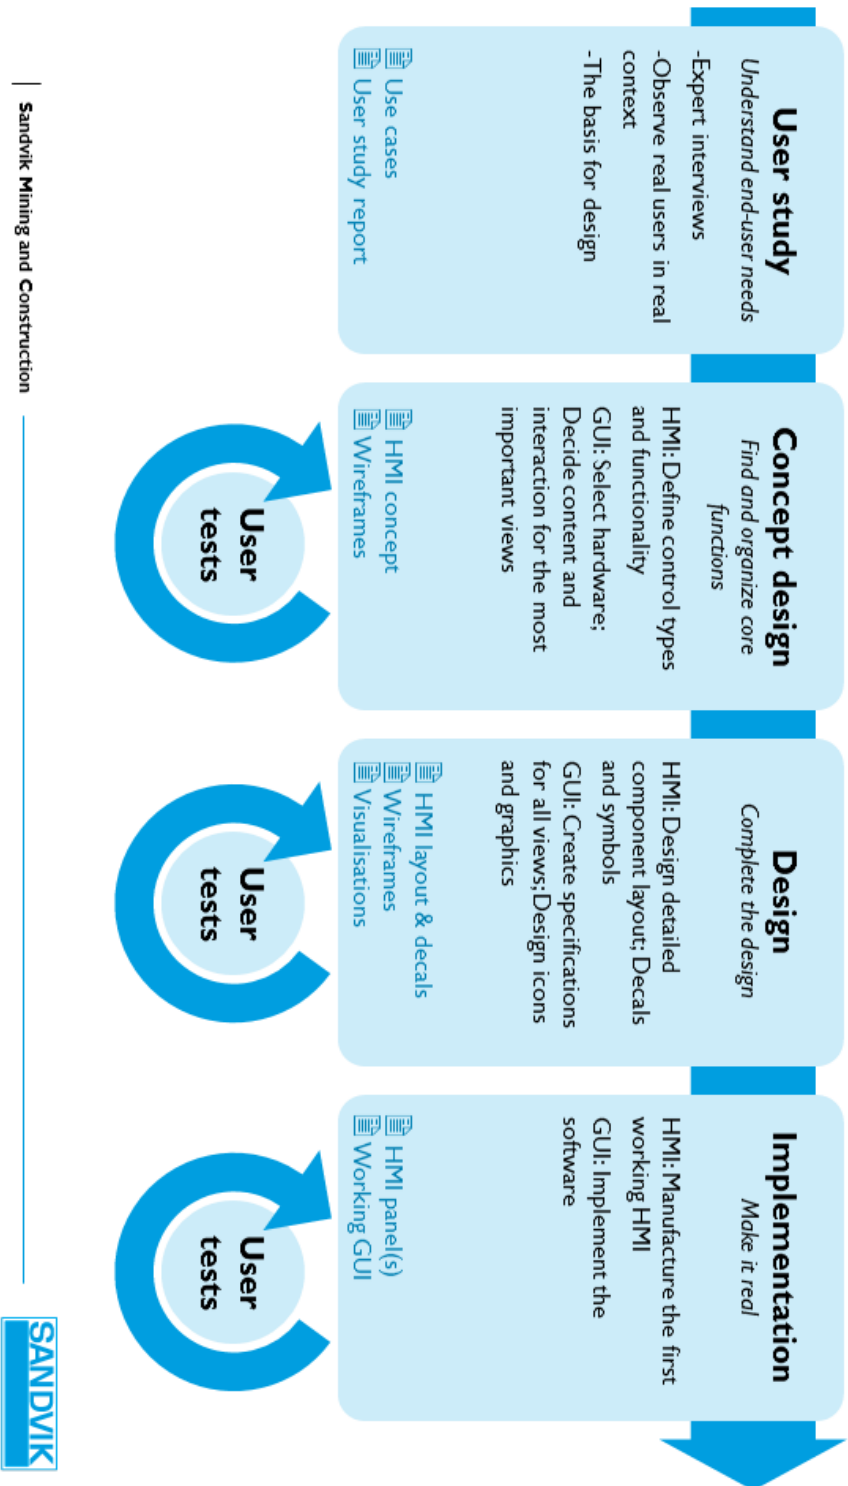 User study
Understand end-user needs
-Expert interviews
-Observe real users in real
context
-The basis for design
Use cases
User study report
Concept design
Find and organize core
functions
HMI: Define control types
and functionality
GUI: Select hardware;
Decide content and
interaction for the most
important views
HMI concept
Wireframes
User
tests
Design
Complete the design
HMI: Design detailed
component layout; Decals
and symbols
GUI: Create specifications
for all views; Design icons
and graphics
HMI layout & decals
Wireframes
Visualisations
User
tests
Implementation
Make it real
HMI: Manufacture the first
working HMI
GUI: Implement the
software
HMI panel(s)
Working GUI
User
tests
Sandvik Mining and Construction
SANDVIK